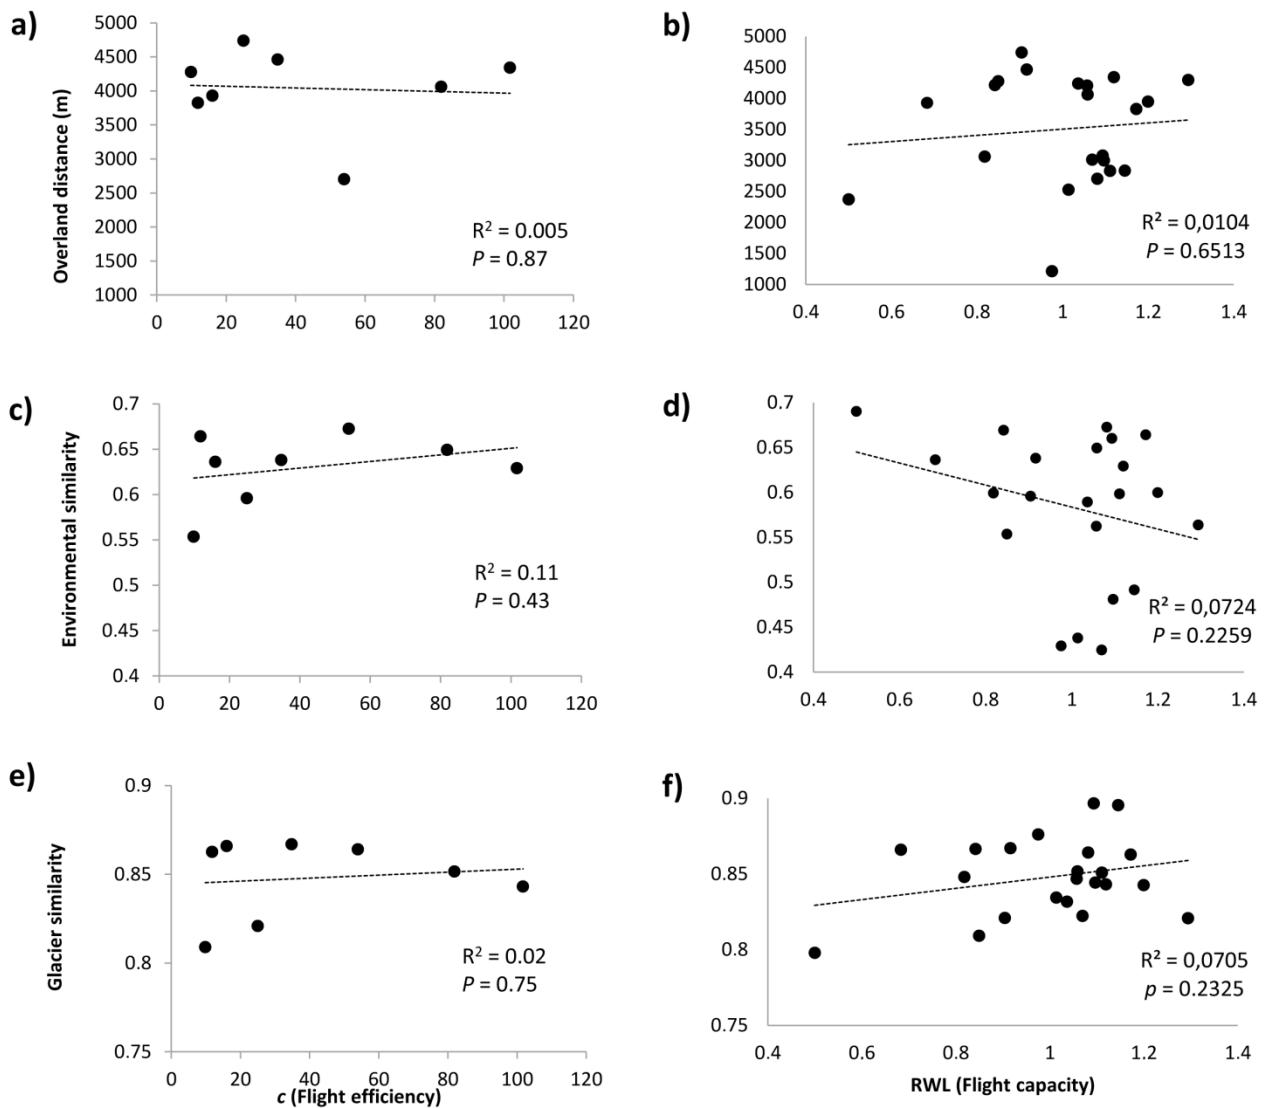 a)
5000
4500
4000
3500
3000
2500
2000
1500
1000
Overland distance (m)
R² = 0.005
P = 0.87
0 20 40 60 80 100 120
b)
5000
4500
4000
3500
3000
2500
2000
1500
1000
R² = 0,0104
P = 0.6513
0.4 0.6 0.8 1 1.2 1.4
c)
0.7
0.65
0.6
0.55
0.5
0.45
0.4
Environmental similarity
R² = 0.11
P = 0.43
0 20 40 60 80 100 120
d)
0.7
0.65
0.6
0.55
0.5
0.45
0.4
R² = 0,0724
P = 0.2259
0.4 0.6 0.8 1 1.2 1.4
e)
0.9
0.85
0.8
0.75
Glacier similarity
R² = 0.02
P = 0.75
0 20 40 60 80 100 120
c (Flight efficiency)
f)
0.9
0.85
0.8
0.75
R² = 0,0705
p = 0.2325
0.4 0.6 0.8 1 1.2 1.4
RWL (Flight capacity)